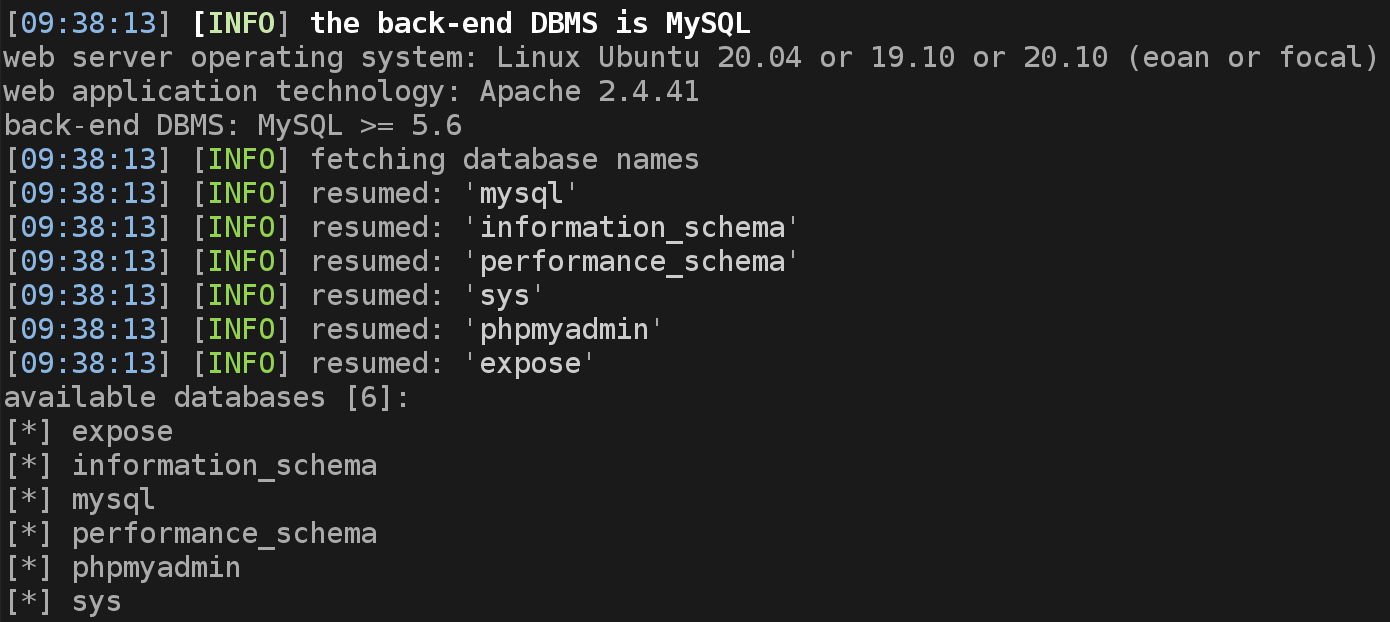 [09:38:13] [INFO] the back-end DBMS is MySQL
web server operating system: Linux Ubuntu 20.04 or 19.10 or 20.10 (eoan or focal)
web application technology: Apache 2.4.41
back-end DBMS: MySQL >= 5.6
[09:38:13] [INFO] fetching database names
[09:38:13] [INFO] resumed: 'mysql'
[09:38:13] [INFO] resumed: 'information_schema'
[09:38:13] [INFO] resumed: 'performance_schema'
[09:38:13] [INFO] resumed: 'sys'
[09:38:13] [INFO] resumed: 'phpmyadmin'
[09:38:13] [INFO] resumed: 'expose'
available databases [6]:
[*] expose
[*] information_schema
[*] mysql
[*] performance_schema
[*] phpmyadmin
[*] sys